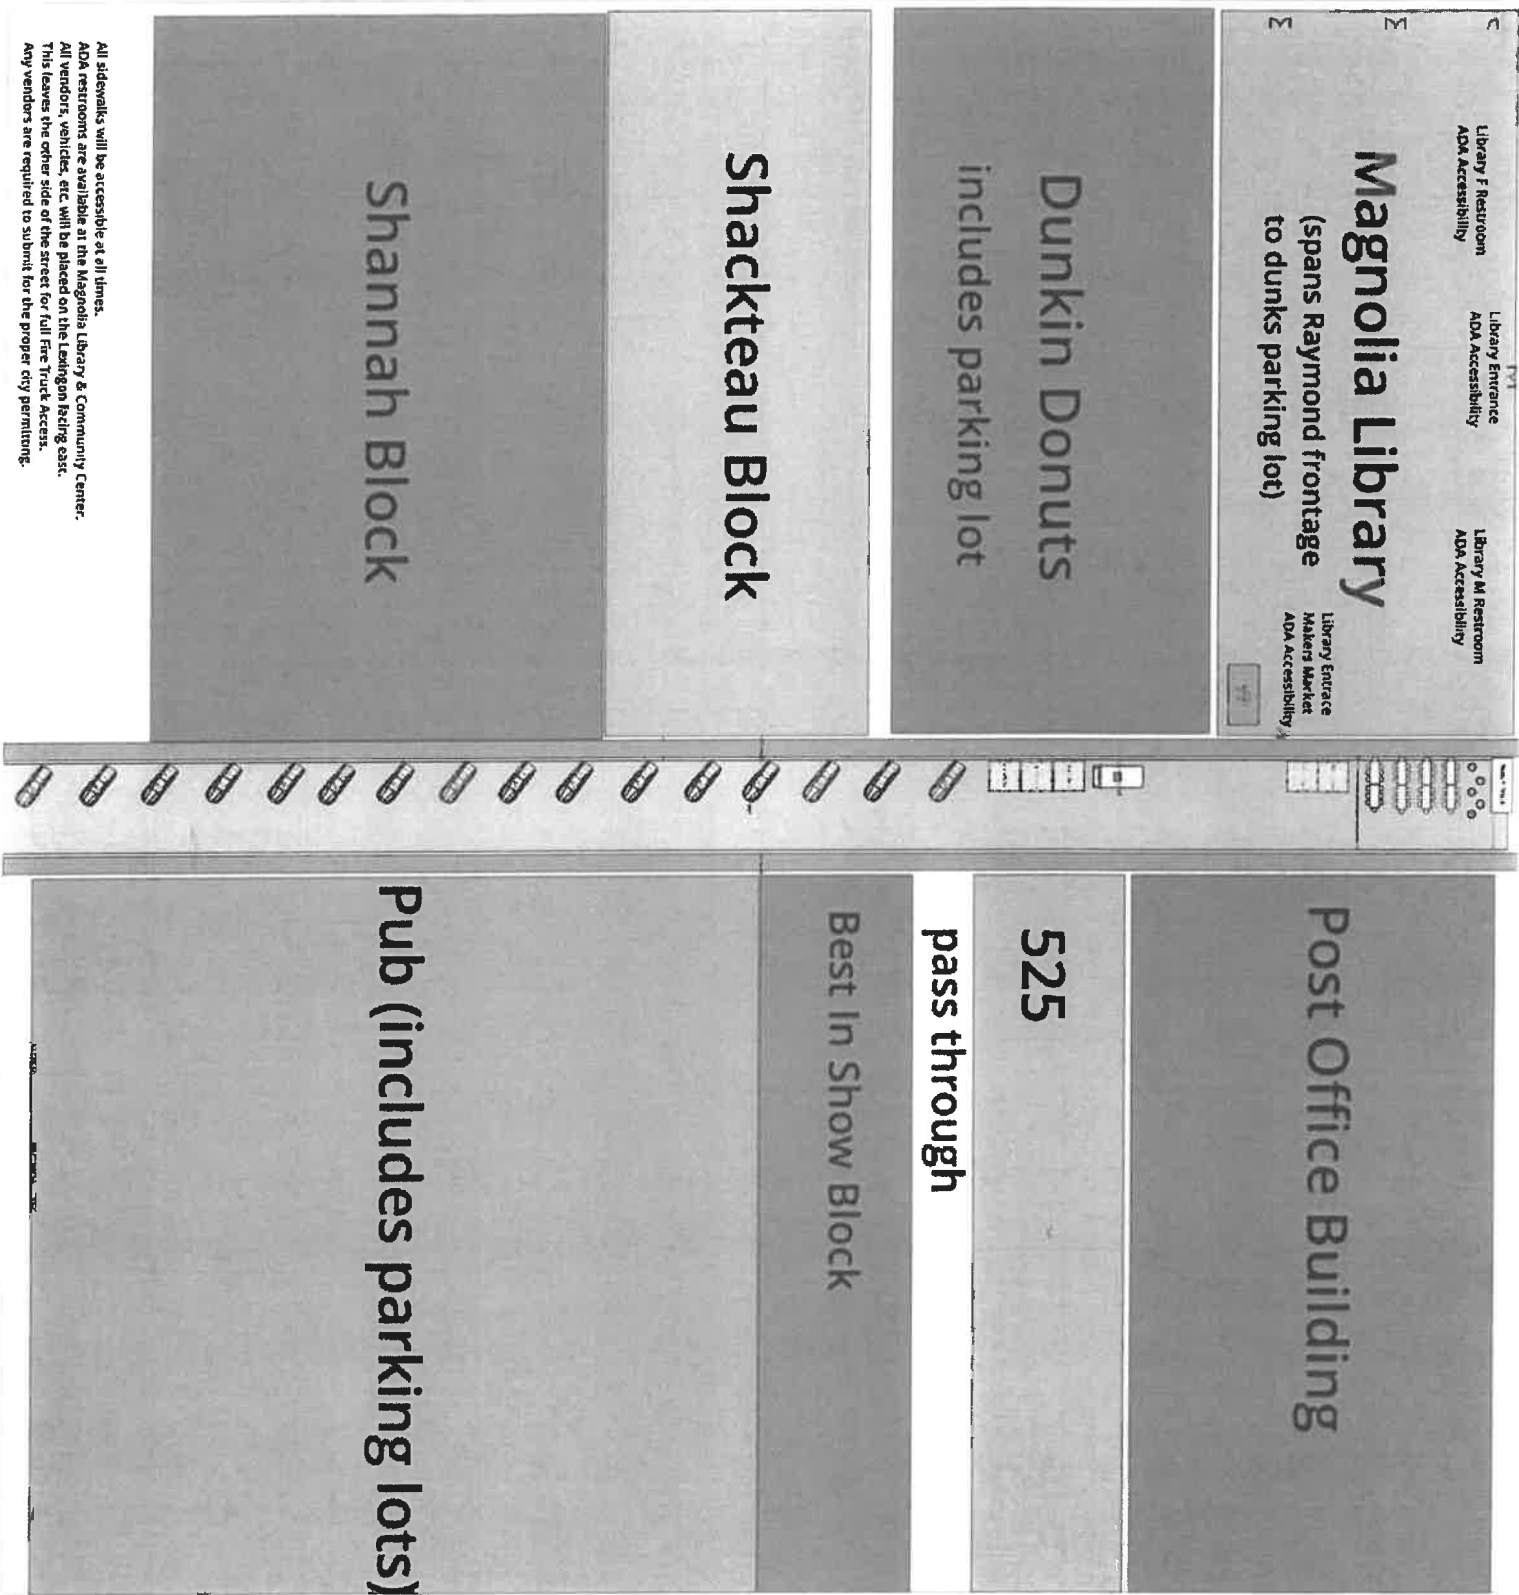 Library F Restroom
ADA Accessibility
Library Entrance
ADA Accessibility
Library M Restroom
ADA Accessibility
Magnolia Library
(spans Raymond frontage
to dunks parking lot)
Library Entrace
Makers Market
ADA Accessibility
Dunkin Donuts
includes parking lot
Shackteau Block
Shannah Block
Post Office Building
525
pass through
Best In Show Block
Pub (includes parking lots)
All sidewalks will be accessible at all times.
ADA restrooms are available at the Magnolia Library & Community Center.
All vendors, vehicles, etc. will be placed on the Lexingon facing east.
This leaves the other side of the street for full Fire Truck Access.
Any vendors are required to submit for the proper city permitting.